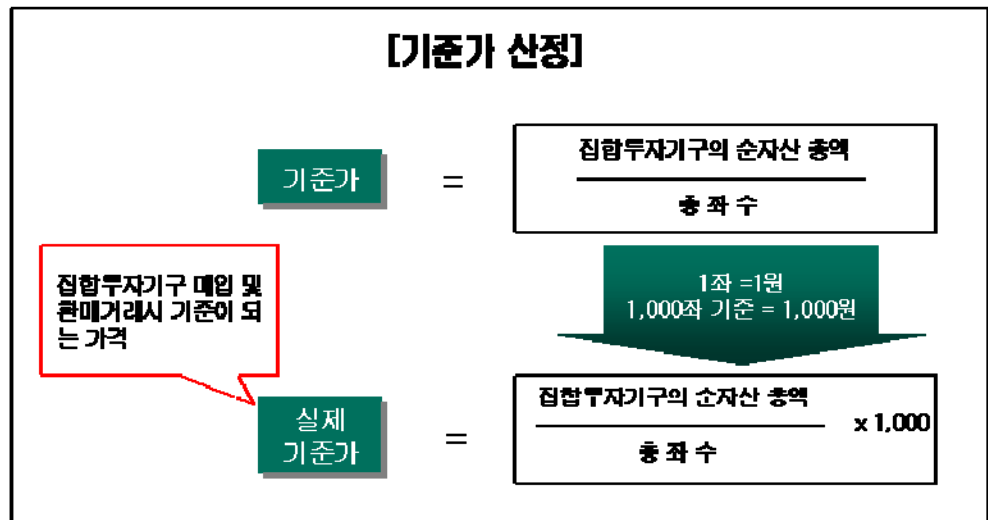 [기준가 산정]
기준가
=
집합투자기구의 순자산 총액
총 좌 수
집합투자기구 매입 및
판매거래시 기준이 되
는 가격
1좌 =1원
1,000좌 기준 = 1,000원
실제
기준가
=
집합투자기구의 순자산 총액
총 좌 수
x 1,000